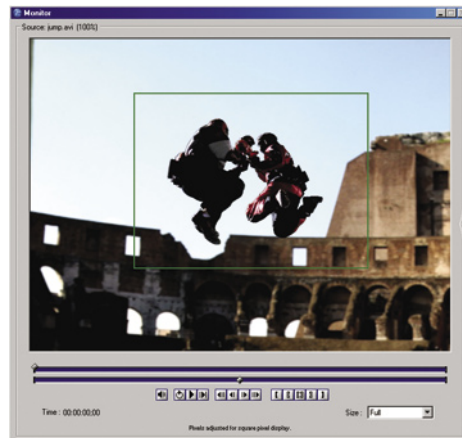 Monitor
Source: jump.avi (100%)
Time : 00:00:00;00
Size : Full
Pixels adjusted for square pixel display.